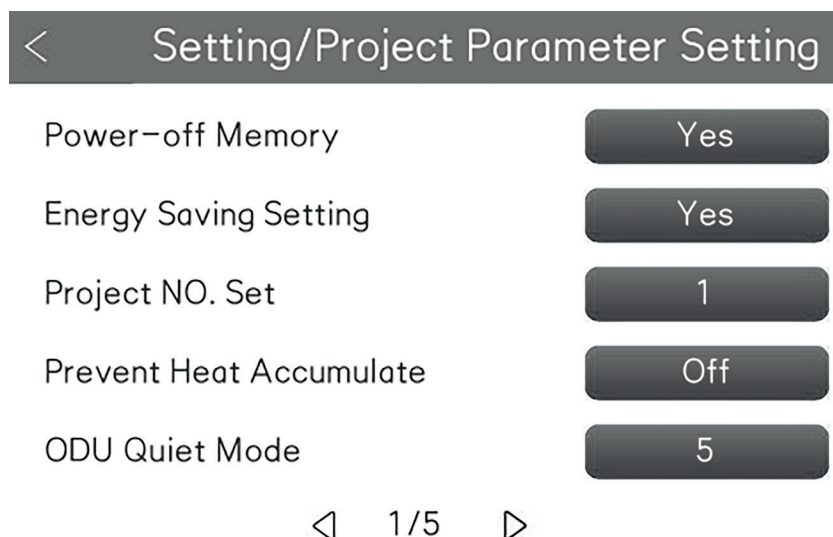 Setting/Project Parameter Setting
Power-off Memory Yes
Energy Saving Setting Yes
Project NO. Set 1
Prevent Heat Accumulate Off
ODU Quiet Mode 5
1/5